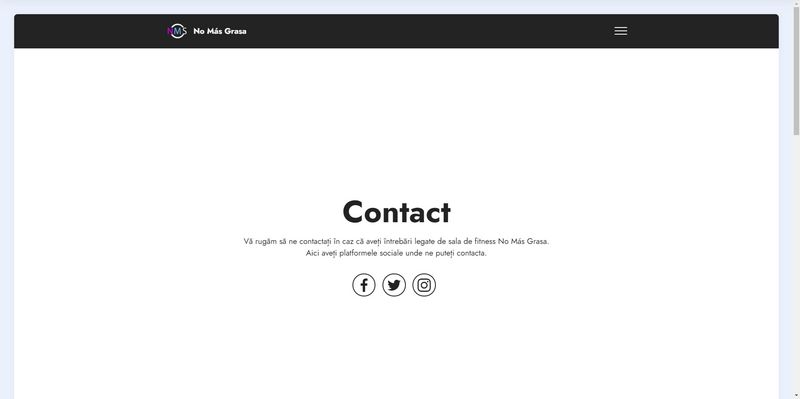 NMS No Más Grasa
Contact
Vă rugăm să ne contactați în caz că aveți întrebări legate de sala de fitness No Más Grasa.
Aici aveți platformele sociale unde ne puteți contacta.